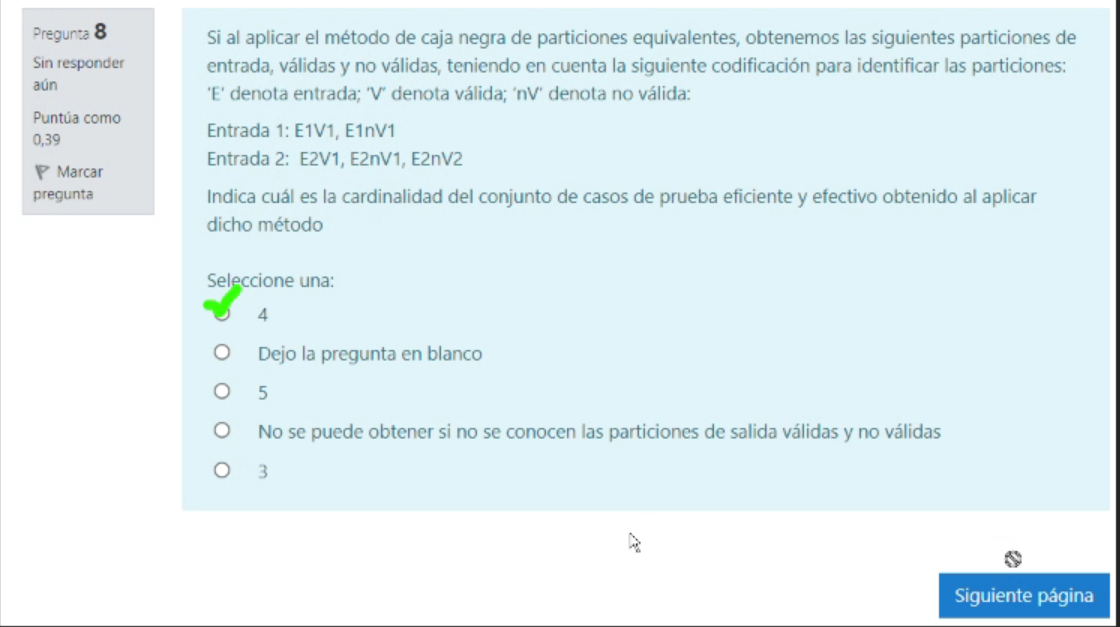 Pregunta 8
Sin responder
aún
Puntúa como
0,39
Marcar
pregunta
Si al aplicar el método de caja negra de particiones equivalentes, obtenemos las siguientes particiones de
entrada, válidas y no válidas, teniendo en cuenta la siguiente codificación para identificar las particiones:
'E' denota entrada; 'V' denota válida; 'nV' denota no válida:
Entrada 1: E1V1, E1nV1
Entrada 2: E2V1, E2nV1, E2nV2
Indica cuál es la cardinalidad del conjunto de casos de prueba eficiente y efectivo obtenido al aplicar
dicho método
Seleccione una:
4
Dejo la pregunta en blanco
5
No se puede obtener si no se conocen las particiones de salida válidas y no válidas
3
Siguiente página